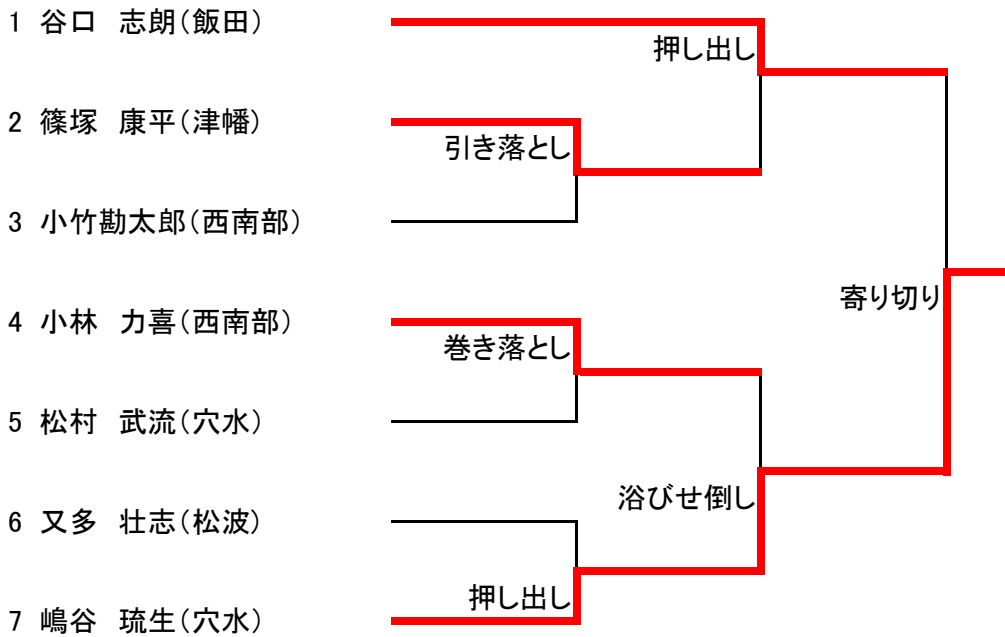 1 谷口 志朗(飯田)
押し出し
2 篠塚 康平(津幡)
引き落とし
3 小竹勘太郎(西南部)
寄り切り
4 小林 力喜(西南部)
巻き落とし
5 松村 武流(穴水)
浴びせ倒し
6 又多 壮志(松波)
押し出し
7 嶋谷 琉生(穴水)